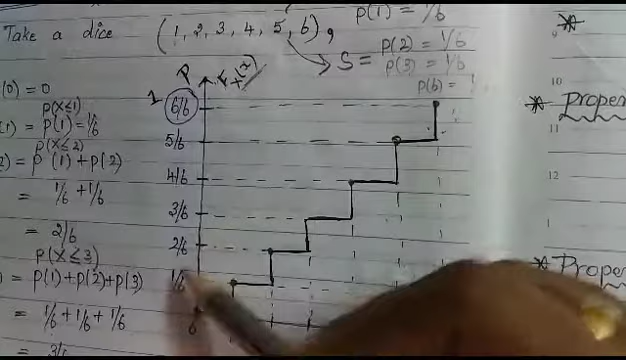 Take a dice (1, 2, 3, 4, 5, 6),
P(1) = 1/6
S = P(2) = 1/6
P(3) = 1/6
P(6) =
(0) = 0
P(X≤1)
(1) = P(1) = 1/6
P(X≤2)
2) = P(1) + P(2)
= 1/6 + 1/6
= 2/6
P(X≤3)
) = P(1) + P(2) + P(3)
= 1/6 + 1/6 + 1/6
= 3/
P
1 6/6
5/6
4/6
3/6
2/6
1/6
*
* Proper
* Prope
9
10
11
12